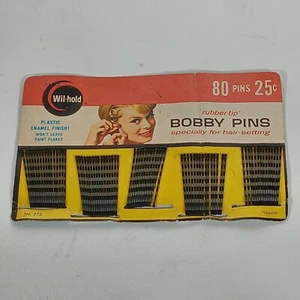 Wil-hold
80 PINS 25¢
PLASTIC
ENAMEL FINISH!
WON'T LEAVE
PAINT FLAKES
rubber-tip
BOBBY PINS
specially for hair-setting